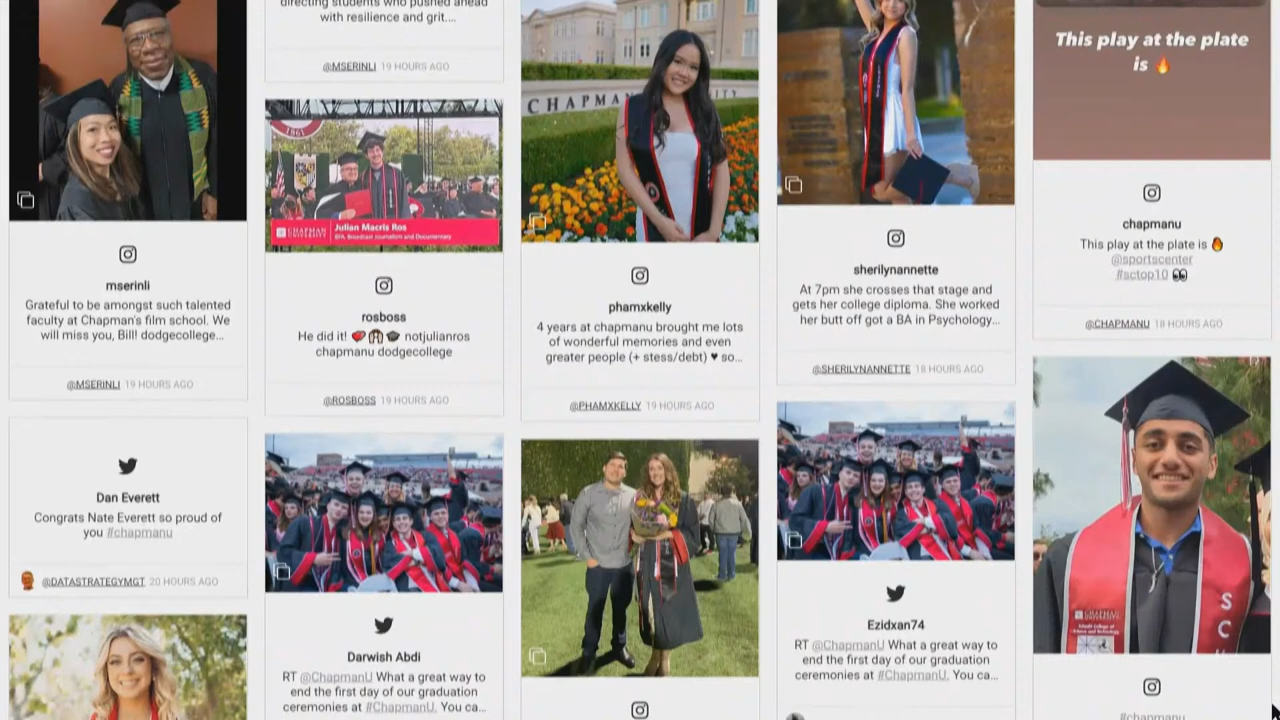 mserinli
Grateful to be amongst such talented
faculty at Chapman's film school. We
will miss you, Bill! dodgecollege...
@MSERINLI 19 HOURS AGO
Dan Everett
Congrats Nate Everett so proud of
you #chapmanu
@DATASTRATEGYMGT 20 HOURS AGO
directing students who pushed ahead
with resilience and grit....
@MSERINLI 19 HOURS AGO
1861
CHAPMAN
UNIVERSITY
Julian Macris Ros
BFA, Broadcast Journalism and Documentary
rosboss
He did it! ❤️🎓 notjulianros
chapmanu dodgecollege
@ROSBOSS 19 HOURS AGO
Darwish Abdi
RT @ChapmanU What a great way to
end the first day of our graduation
ceremonies at #ChapmanU. You ca...
phamxkelly
4 years at chapmanu brought me lots
of wonderful memories and even
greater people (+ stess/debt) ♥ so...
@PHAMXKELLY 19 HOURS AGO
sherilynannette
At 7pm she crosses that stage and
gets her college diploma. She worked
her butt off got a BA in Psychology...
@SHERILYNANNETTE 18 HOURS AGO
Ezidxan74
RT @ChapmanU What a great way to
end the first day of our graduation
ceremonies at #ChapmanU. You ca...
This play at the plate
is 🔥
chapmanu
This play at the plate is 🔥
@sportscenter
#sctop10 👀
@CHAPMANU 18 HOURS AGO
CHAPMAN
S
C
#chapmanu